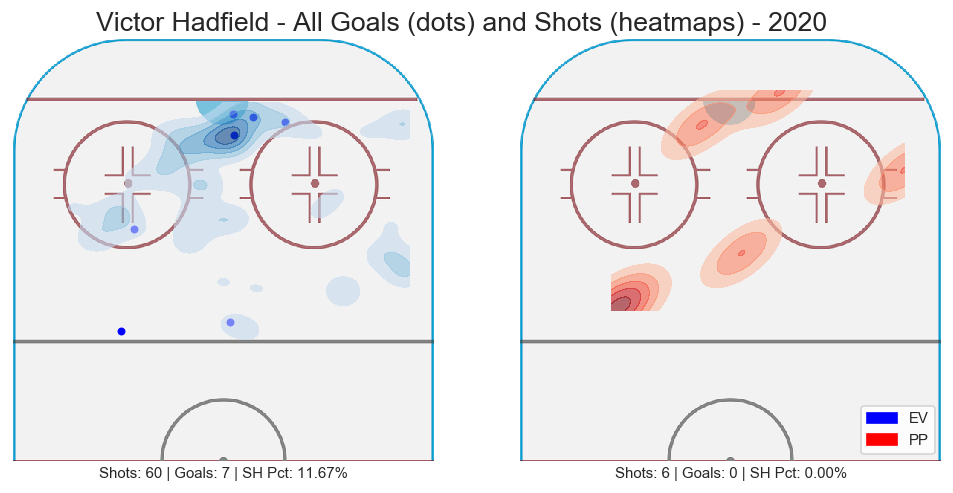 Victor Hadfield - All Goals (dots) and Shots (heatmaps) - 2020
EV
PP
Shots: 60 | Goals: 7 | SH Pct: 11.67%
Shots: 6 | Goals: 0 | SH Pct: 0.00%